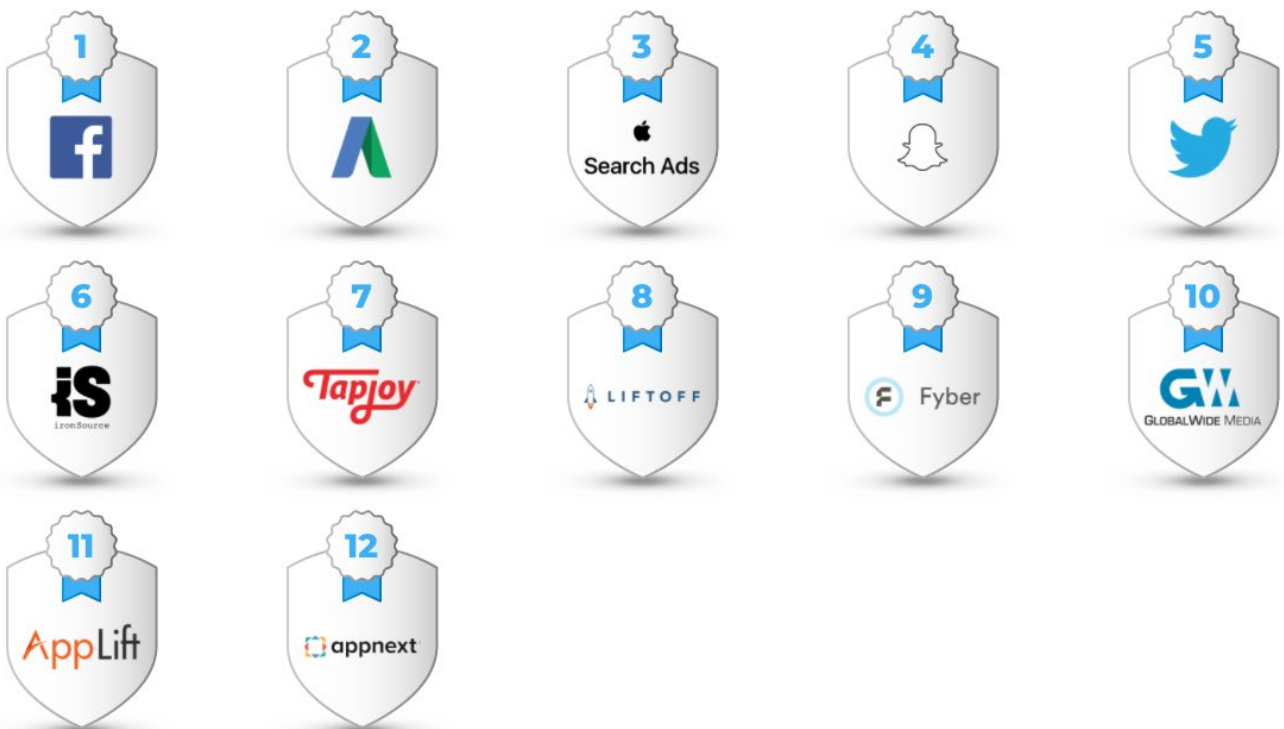 1
2
3
4
5
Search Ads
6
7
8
9
10
iS
ironSource
Tapjoy
LIFTOFF
F Fyber
GW
GLOBALWIDE MEDIA
11
12
AppLift
appnext